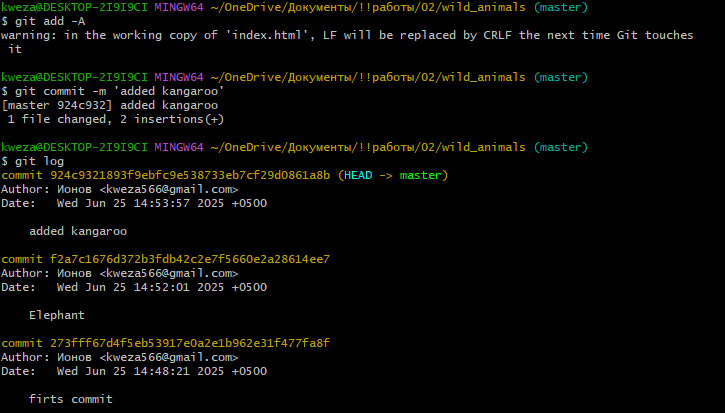 kweza@DESKTOP-2I9I9CI MINGW64 ~/OneDrive/Документы/!!работы/02/wild_animals (master)
$ git add -A
warning: in the working copy of 'index.html', LF will be replaced by CRLF the next time Git touches
 it
kweza@DESKTOP-2I9I9CI MINGW64 ~/OneDrive/Документы/!!работы/02/wild_animals (master)
$ git commit -m 'added kangaroo'
[master 924c932] added kangaroo
 1 file changed, 2 insertions(+)
kweza@DESKTOP-2I9I9CI MINGW64 ~/OneDrive/Документы/!!работы/02/wild_animals (master)
$ git log
commit 924c9321893f9ebfc9e538733eb7cf29d0861a8b (HEAD -> master)
Author: Ионов <kweza566@gmail.com>
Date:   Wed Jun 25 14:53:57 2025 +0500
    added kangaroo
commit f2a7c1676d372b3fdb42c2e7f5660e2a28614ee7
Author: Ионов <kweza566@gmail.com>
Date:   Wed Jun 25 14:52:01 2025 +0500
    Elephant
commit 273fff67d4f5eb53917e0a2e1b962e31f477fa8f
Author: Ионов <kweza566@gmail.com>
Date:   Wed Jun 25 14:48:21 2025 +0500
    firts commit